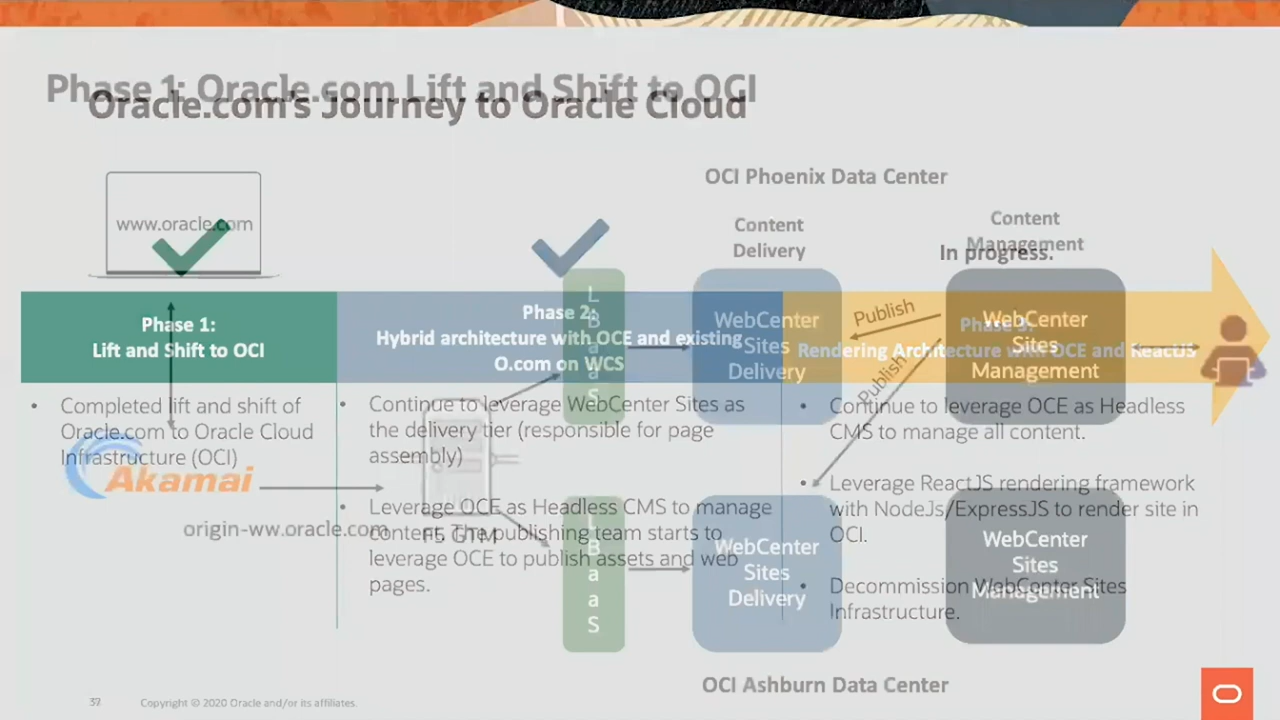 Phase 1: Oracle.com Lift and Shift to OCI
Oracle.com's Journey to Oracle Cloud
OCI Phoenix Data Center
www.oracle.com
Content
Delivery
Content
Management
In progress.
Phase 1:
Lift and Shift to OCI
Phase 2:
Hybrid architecture with OCE and existing
O.com on WCS
Phase 3:
Rendering Architecture with OCE and ReactJS
L
B
a
a
S
WebCenter
Sites
Delivery
Publish
Publish
WebCenter
Sites
Management
• Completed lift and shift of
Oracle.com to Oracle Cloud
Infrastructure (OCI)
• Continue to leverage WebCenter Sites as
the delivery tier (responsible for page
assembly)
• Leverage OCE as Headless CMS to manage
content. The publishing team starts to
leverage OCE to publish assets and web
pages.
• Continue to leverage OCE as Headless
CMS to manage all content.
• Leverage ReactJS rendering framework
with NodeJs/ExpressJS to render site in
OCI.
• Decommission WebCenter Sites
Infrastructure.
Akamai
origin-ww.oracle.com
F5 GTM
L
B
a
a
S
WebCenter
Sites
Delivery
WebCenter
Sites
Management
OCI Ashburn Data Center
Copyright © 2020 Oracle and/or its affiliates.